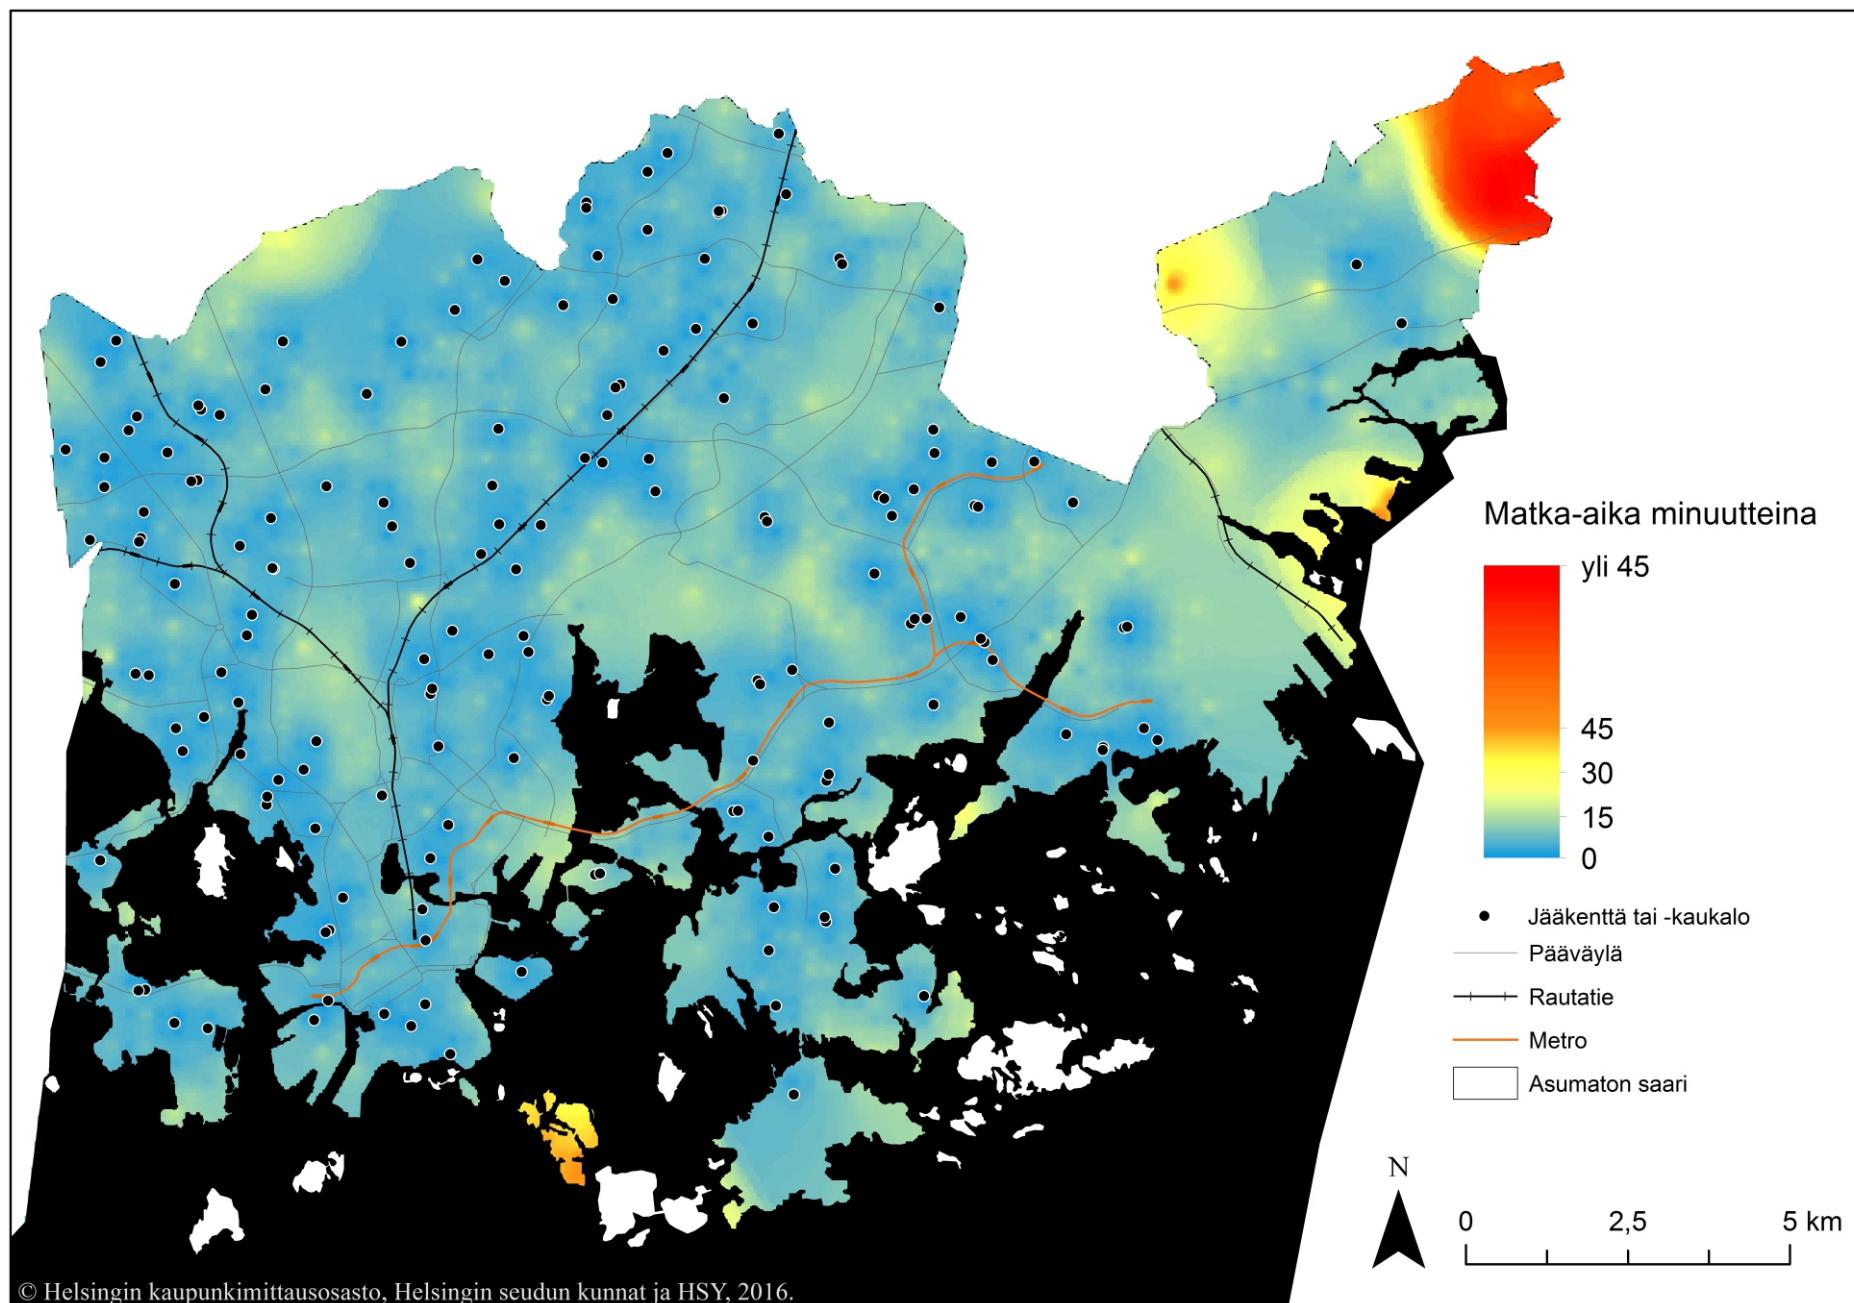 Matka-aika minuutteina
yli 45
45
30
15
0
Jääkenttä tai -kaukalo
Pääväylä
Rautatie
Metro
Asumaton saari
N
0 2,5 5 km
© Helsingin kaupunkimittausosasto, Helsingin seudun kunnat ja HSY, 2016.